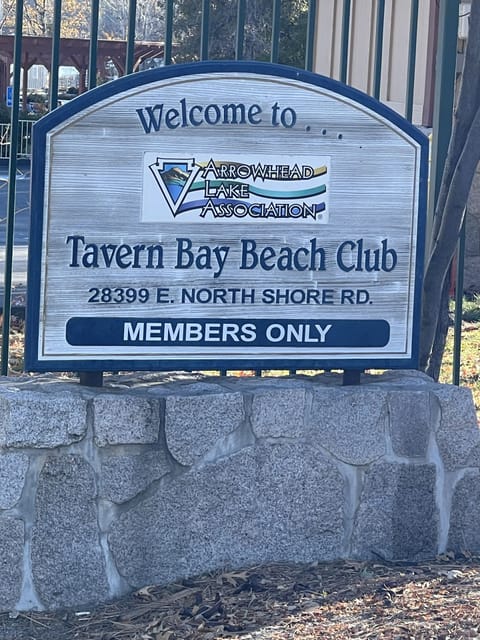 Welcome to . . .
ARROWHEAD
LAKE
ASSOCIATION®
Tavern Bay Beach Club
28399 E. NORTH SHORE RD.
MEMBERS ONLY